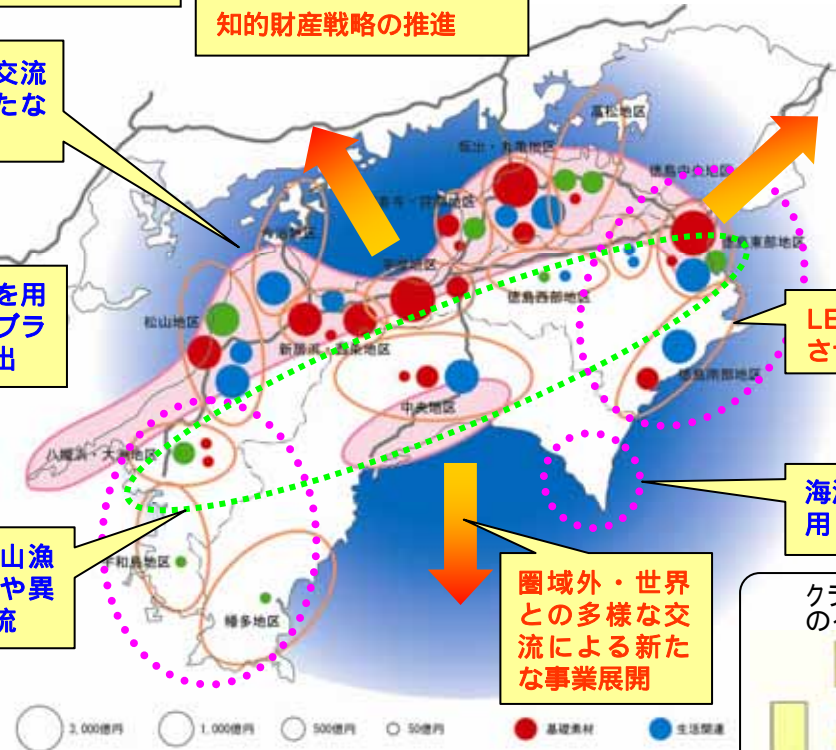 知的財産戦略の推進
交流
たな
を用
ブラ
出
高松地区
坂出・丸亀地区
徳島中央地区
徳島東部地区
今治地区
松山地区
新居浜・西条地区
徳島西部地区
LE
さ
徳島南部地区
中央地区
八幡浜・大洲地区
海
用
山漁
や異
流
宇和島地区
幡多地区
圏域外・世界
との多様な交
流による新た
な事業展開
クラ
の
3,000億円
1,000億円
500億円
50億円
基礎素材
生活関連